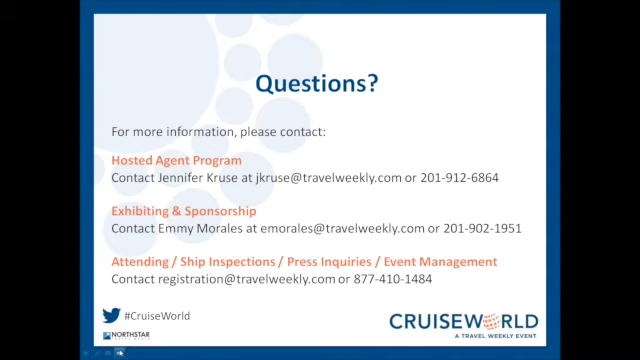 Questions?
For more information, please contact:
Hosted Agent Program
Contact Jennifer Kruse at jkruse@travelweekly.com or 201-912-6864
Exhibiting & Sponsorship
Contact Emmy Morales at emorales@travelweekly.com or 201-902-1951
Attending / Ship Inspections / Press Inquiries / Event Management
Contact registration@travelweekly.com or 877-410-1484
#CruiseWorld
NORTHSTAR
TRAVEL MEDIA
CRUISEWORLD
A TRAVEL WEEKLY EVENT